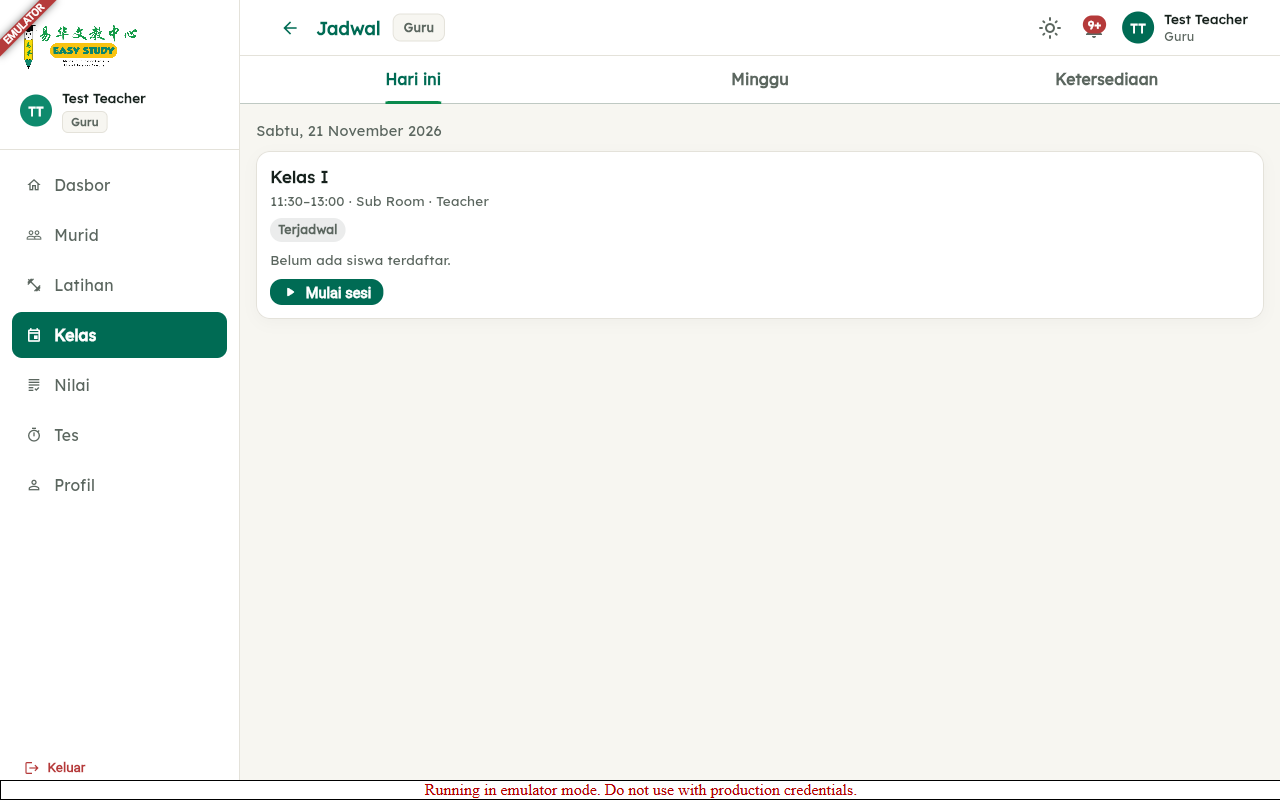 EMULATOR
易华文教中心
EASY STUDY
Test Teacher
TT
Guru
Dasbor
Murid
Latihan
Kelas
Nilai
Tes
Profil
Keluar
Jadwal
Guru
9+
TT
Test Teacher
Guru
Hari ini
Minggu
Ketersediaan
Sabtu, 21 November 2026
Kelas I
11:30–13:00 · Sub Room · Teacher
Terjadwal
Belum ada siswa terdaftar.
Mulai sesi
Running in emulator mode. Do not use with production credentials.